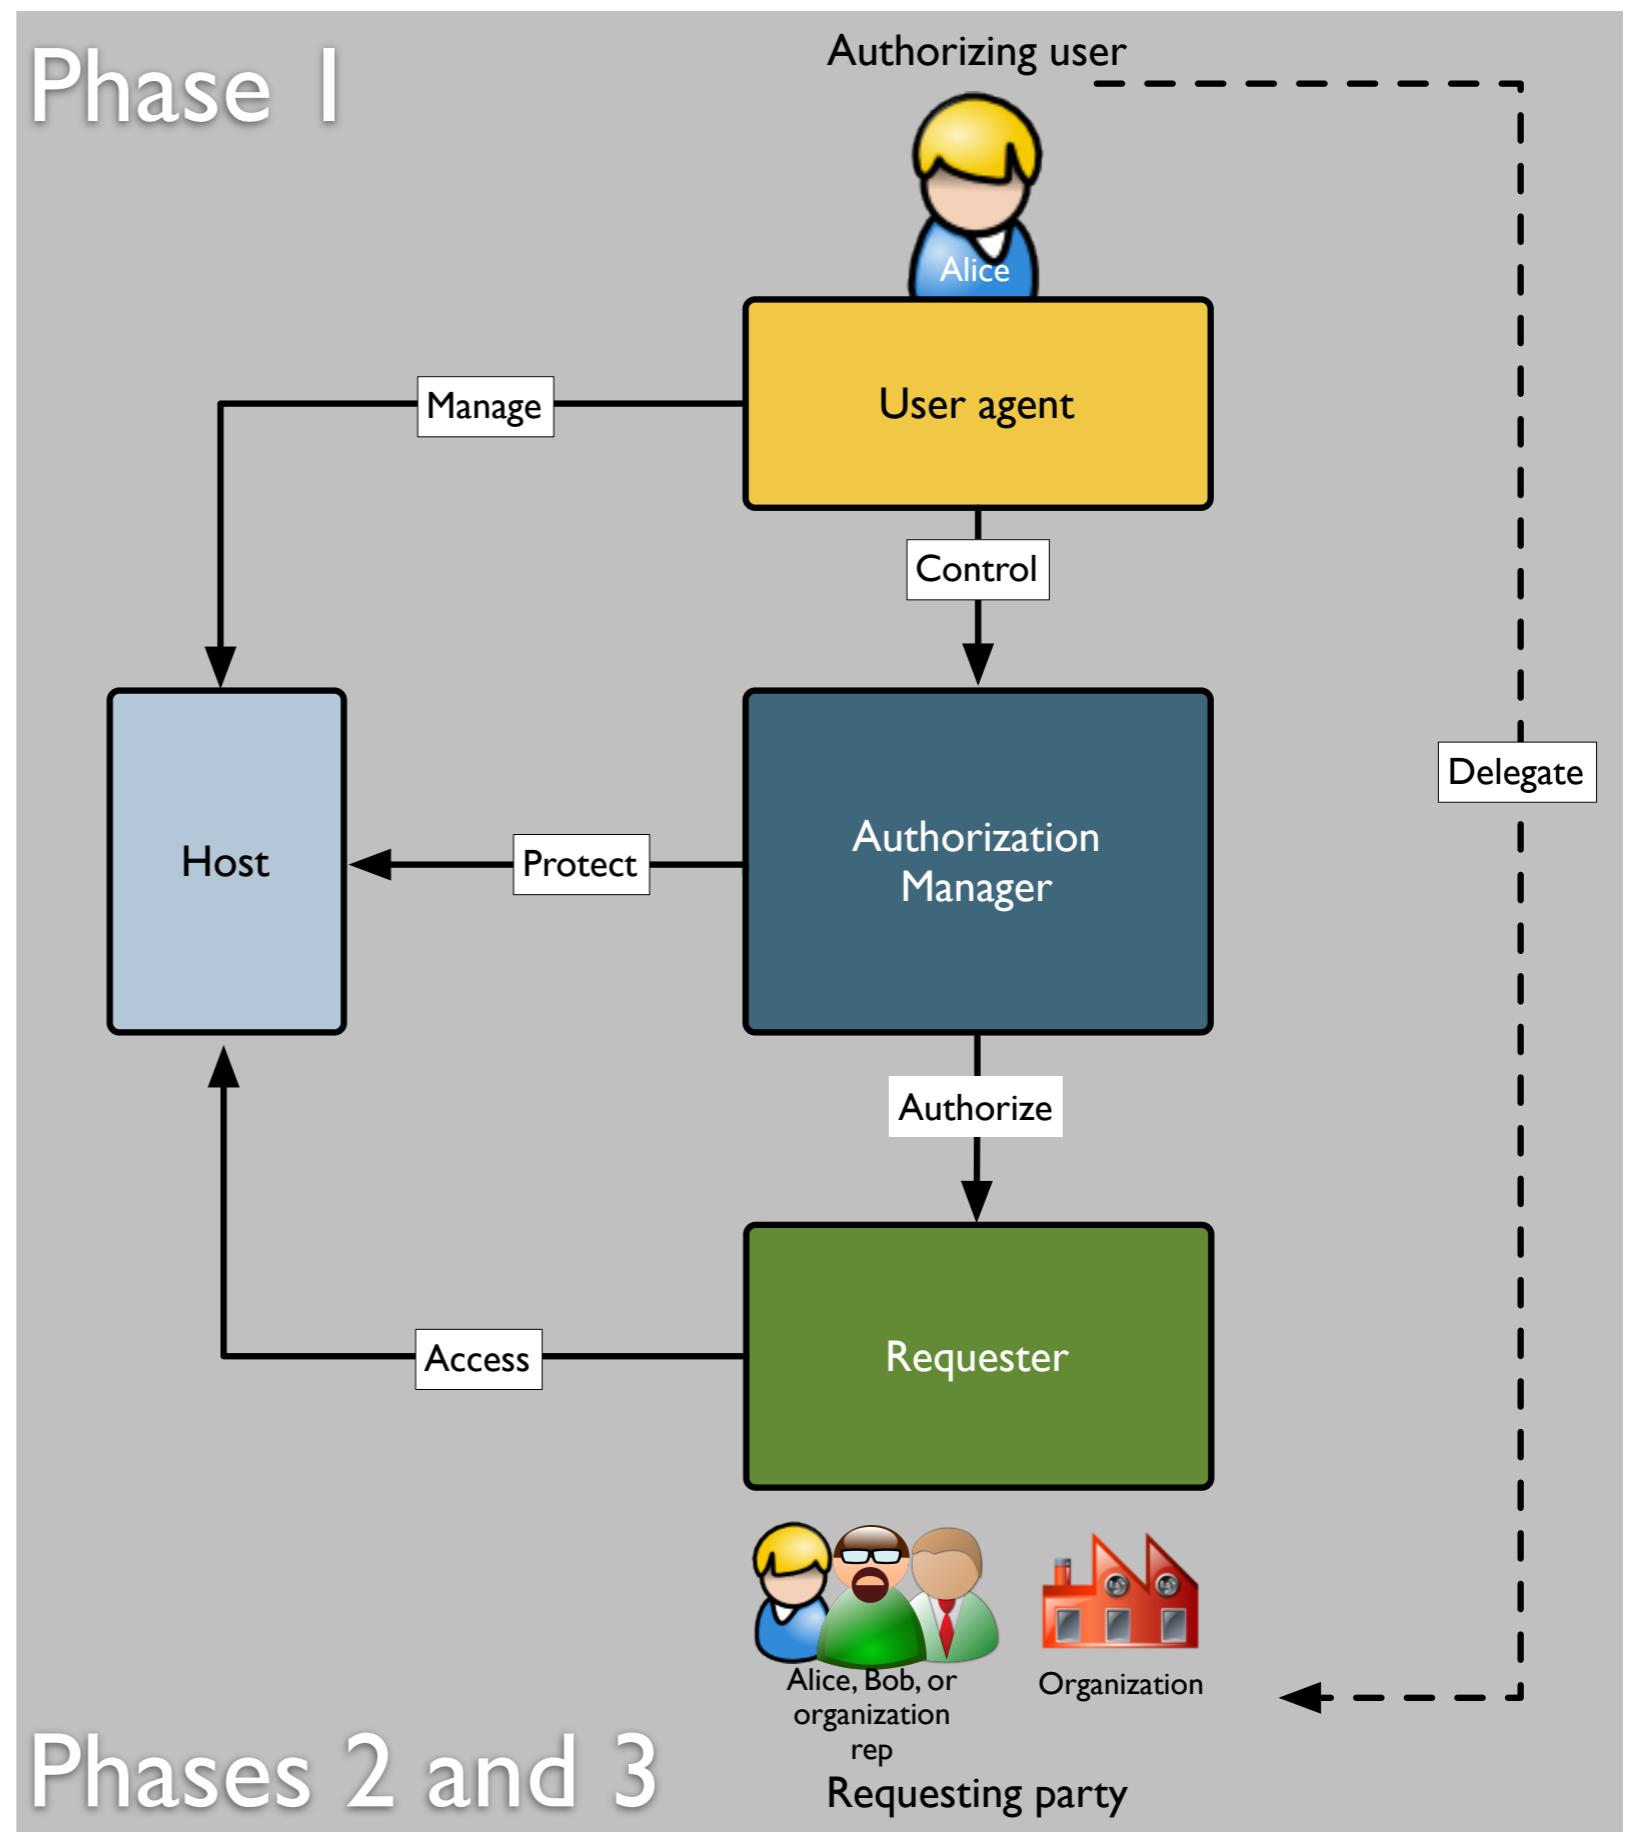 Phase 1
Authorizing user
Alice
User agent
Manage
Control
Delegate
Host
Protect
Authorization
Manager
Authorize
Access
Requester
Alice, Bob, or
organization
rep
Organization
Phases 2 and 3
Requesting party